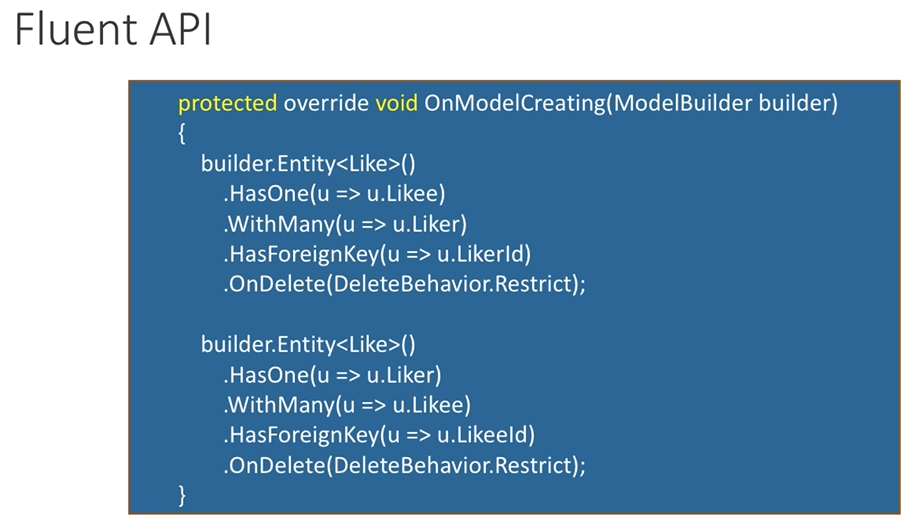 Fluent API
protected override void OnModelCreating(ModelBuilder builder)
{
builder.Entity<Like>()
.HasOne(u => u.Likee)
.WithMany(u => u.Liker)
.HasForeignKey(u => u.LikerId)
.OnDelete(DeleteBehavior.Restrict);
builder.Entity<Like>()
.HasOne(u => u.Liker)
.WithMany(u => u.Likee)
.HasForeignKey(u => u.LikeeId)
.OnDelete(DeleteBehavior.Restrict);
}